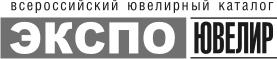 всероссийский ювелирный каталог
ЭКСПО ЮВЕЛИР